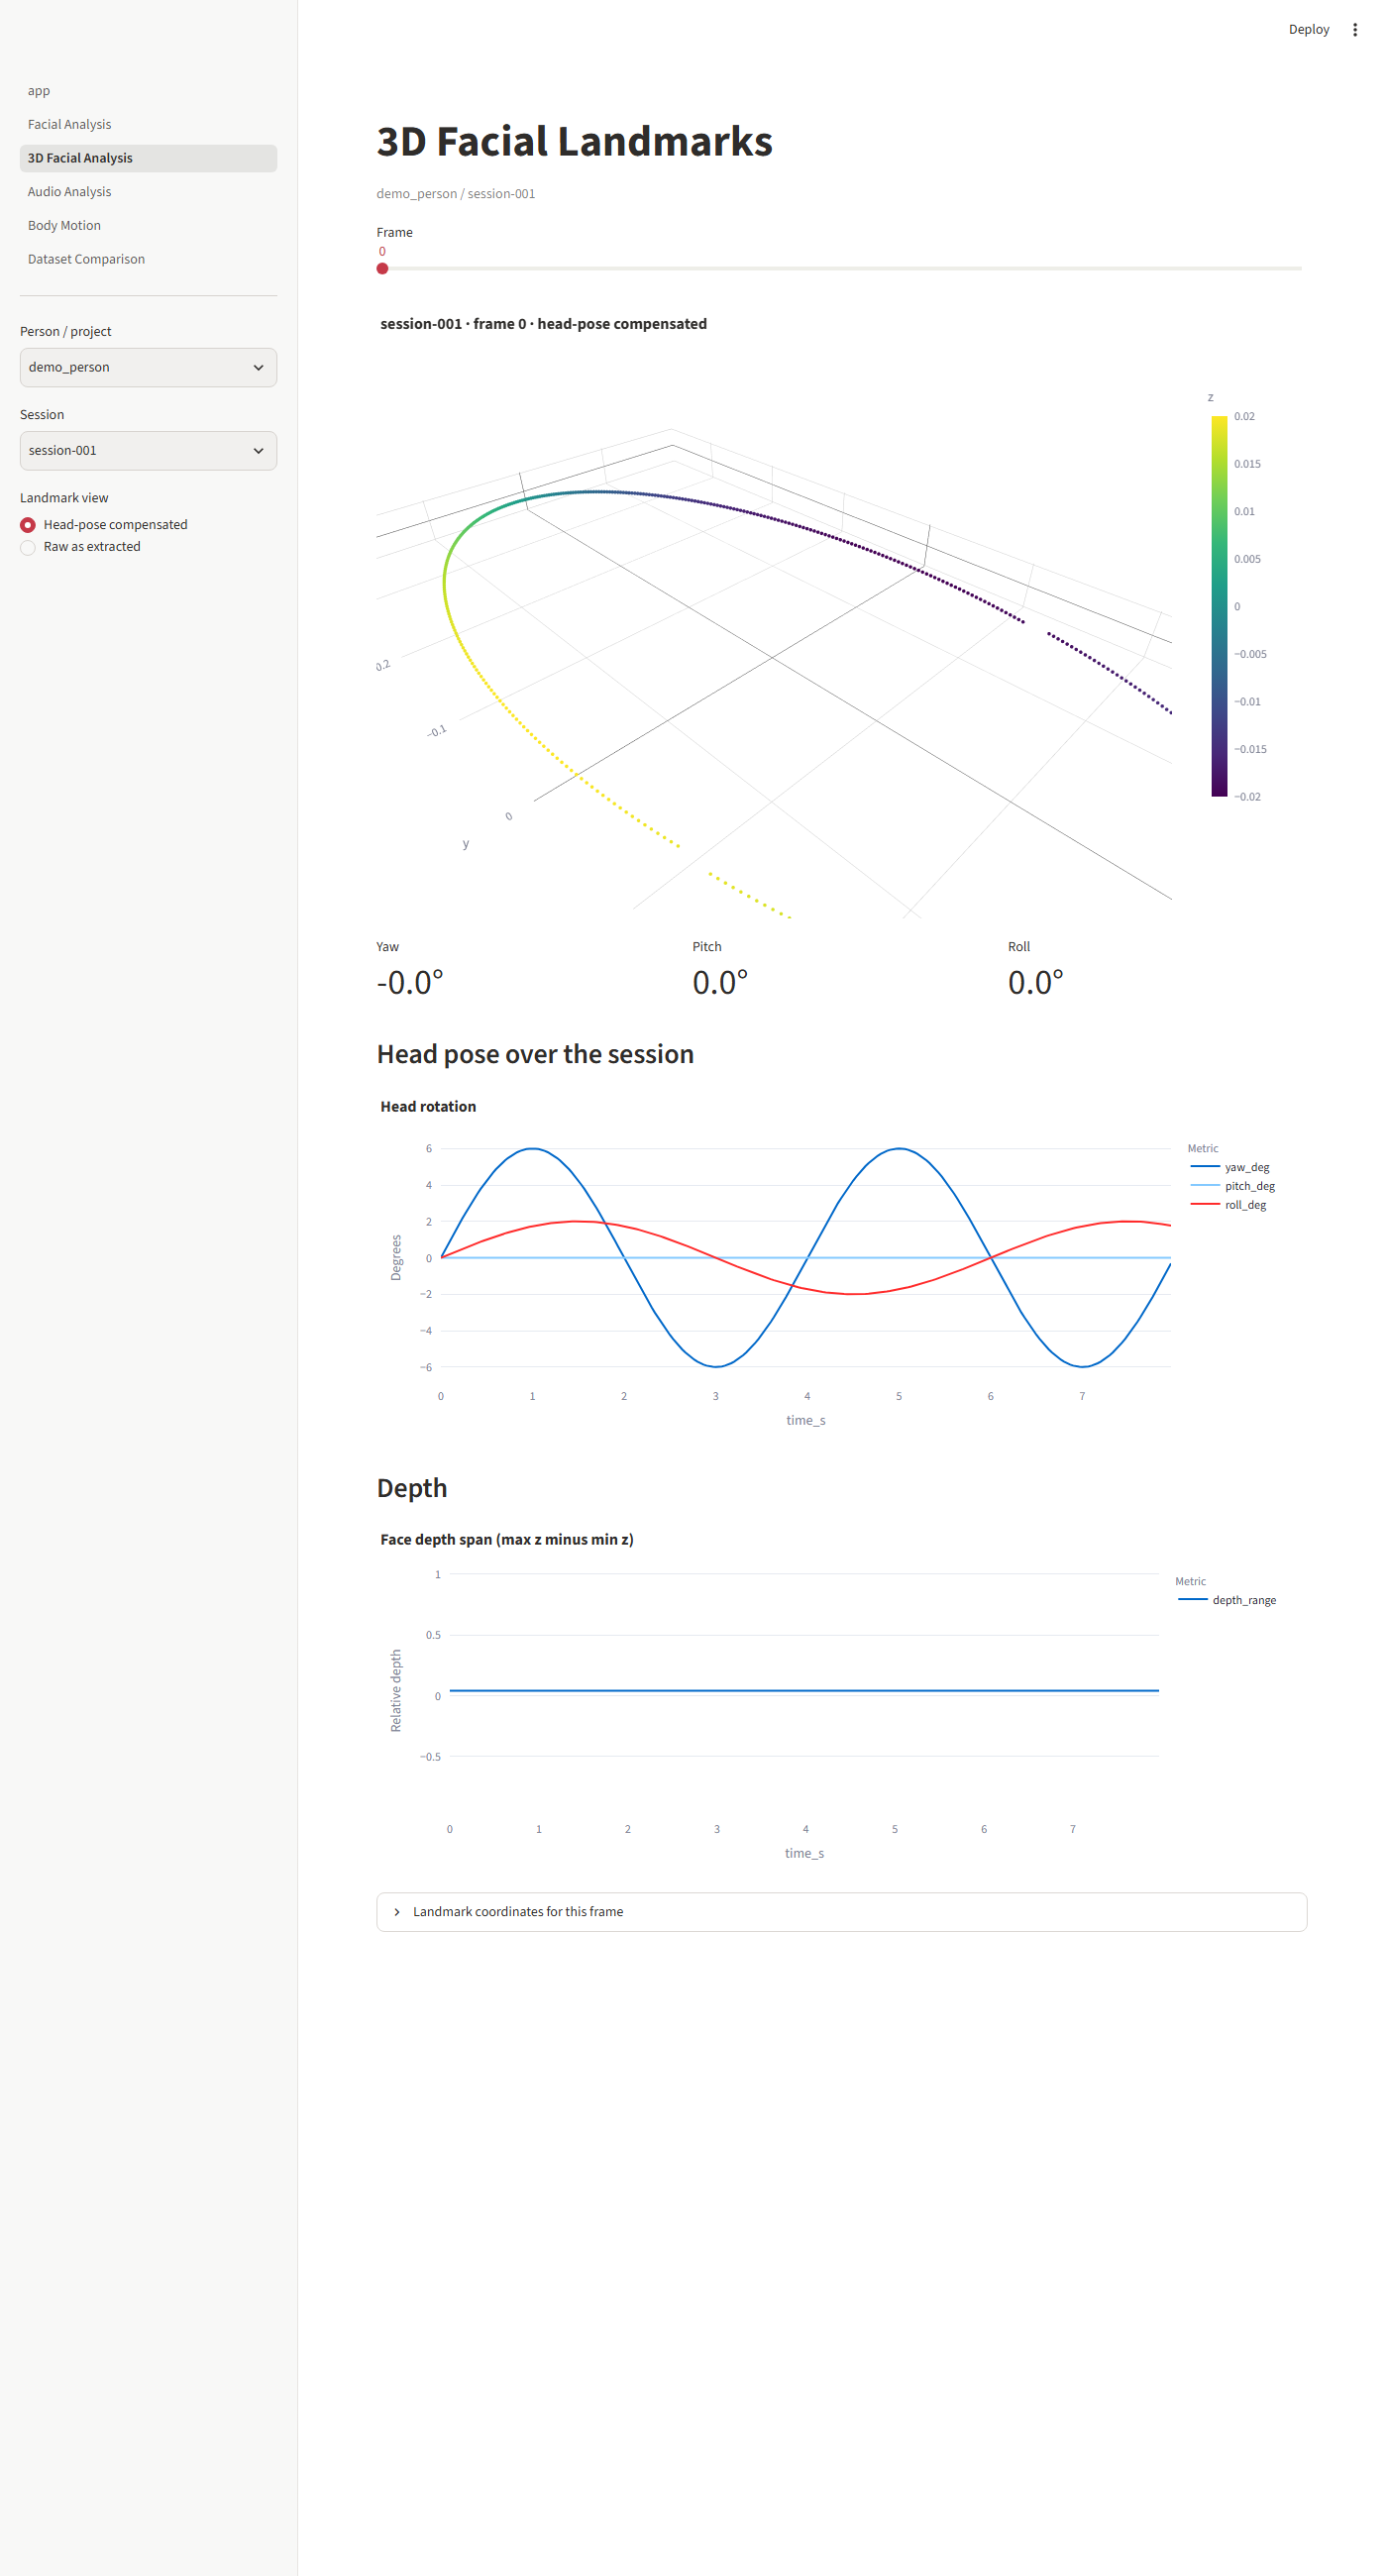 Deploy
app
Facial Analysis
3D Facial Analysis
Audio Analysis
Body Motion
Dataset Comparison
Person / project
demo_person
Session
session-001
Landmark view
Head-pose compensated
Raw as extracted
3D Facial Landmarks
demo_person / session-001
Frame
0
session-001 · frame 0 · head-pose compensated
z
0.02
0.015
0.01
0.005
0
−0.005
−0.01
−0.015
−0.02
0.2
−0.1
0
y
Yaw
-0.0°
Pitch
0.0°
Roll
0.0°
Head pose over the session
Head rotation
6
4
2
0
−2
−4
−6
Degrees
0 1 2 3 4 5 6 7
time_s
Metric
yaw_deg
pitch_deg
roll_deg
Depth
Face depth span (max z minus min z)
1
0.5
0
−0.5
Relative depth
0 1 2 3 4 5 6 7
time_s
Metric
depth_range
Landmark coordinates for this frame